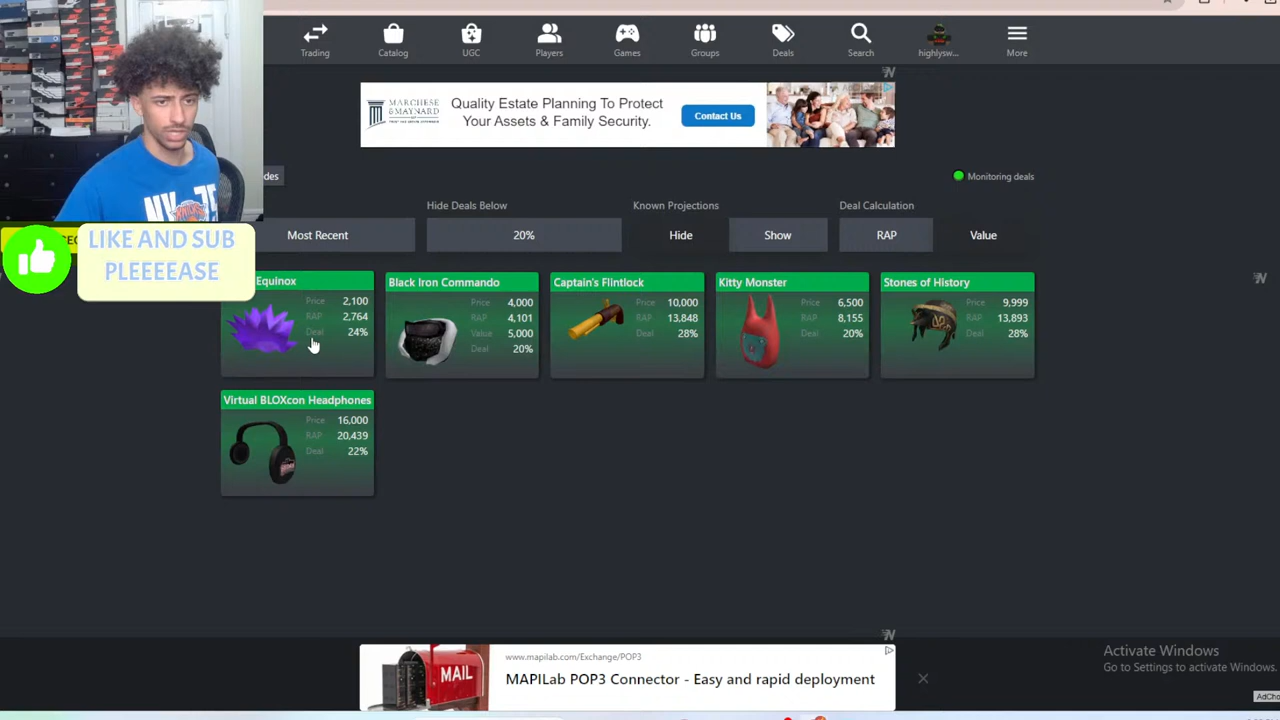 Trading
Catalog
UGC
Players
Games
Groups
Deals
Search
highlysw...
More
MARCHESE
& MAYNARD
Quality Estate Planning To Protect
Your Assets & Family Security.
Contact Us
des
Monitoring deals
Hide Deals Below
Known Projections
Deal Calculation
Most Recent
20%
Hide
Show
RAP
Value
LIKE AND SUB
PLEEEEASE
Equinox
Price 2,100
RAP 2,764
Deal 24%
Black Iron Commando
Price 4,000
RAP 4,101
Value 5,000
Deal 20%
Captain's Flintlock
Price 10,000
RAP 13,848
Deal 28%
Kitty Monster
Price 6,500
RAP 8,155
Deal 20%
Stones of History
Price 9,999
RAP 13,893
Deal 28%
Virtual BLOXcon Headphones
Price 16,000
RAP 20,439
Deal 22%
www.mapilab.com/Exchange/POP3
MAPILab POP3 Connector - Easy and rapid deployment
MAIL
Activate Windows
Go to Settings to activate Windows.
AdCho